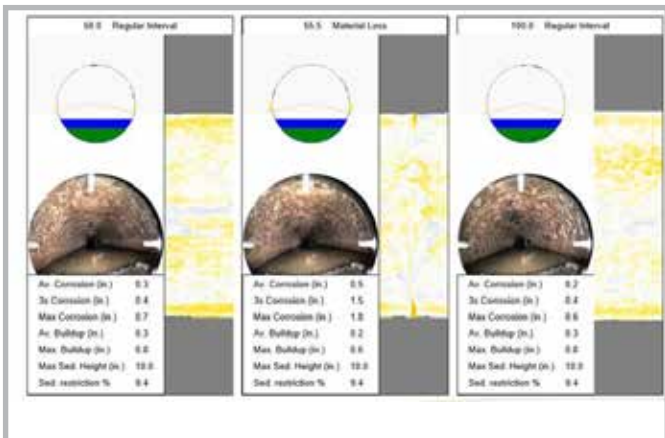 50.0 Regular Interval
Av. Corrosion (in.) 0.3
3s Corrosion (in.) 0.4
Max Corrosion (in.) 0.7
Av. Buildup (in.) 0.3
Max. Buildup (in.) 0.8
Max Sed. Height (in.) 10.0
Sed. restriction % 9.4
55.5 Material Loss
Av. Corrosion (in.) 0.5
3s Corrosion (in.) 1.5
Max Corrosion (in.) 1.8
Av. Buildup (in.) 0.2
Max. Buildup (in.) 0.6
Max Sed. Height (in.) 10.0
Sed. restriction % 9.4
100.0 Regular Interval
Av. Corrosion (in.) 0.2
3s Corrosion (in.) 0.4
Max Corrosion (in.) 0.6
Av. Buildup (in.) 0.3
Max. Buildup (in.) 0.8
Max Sed. Height (in.) 10.0
Sed. restriction % 9.4